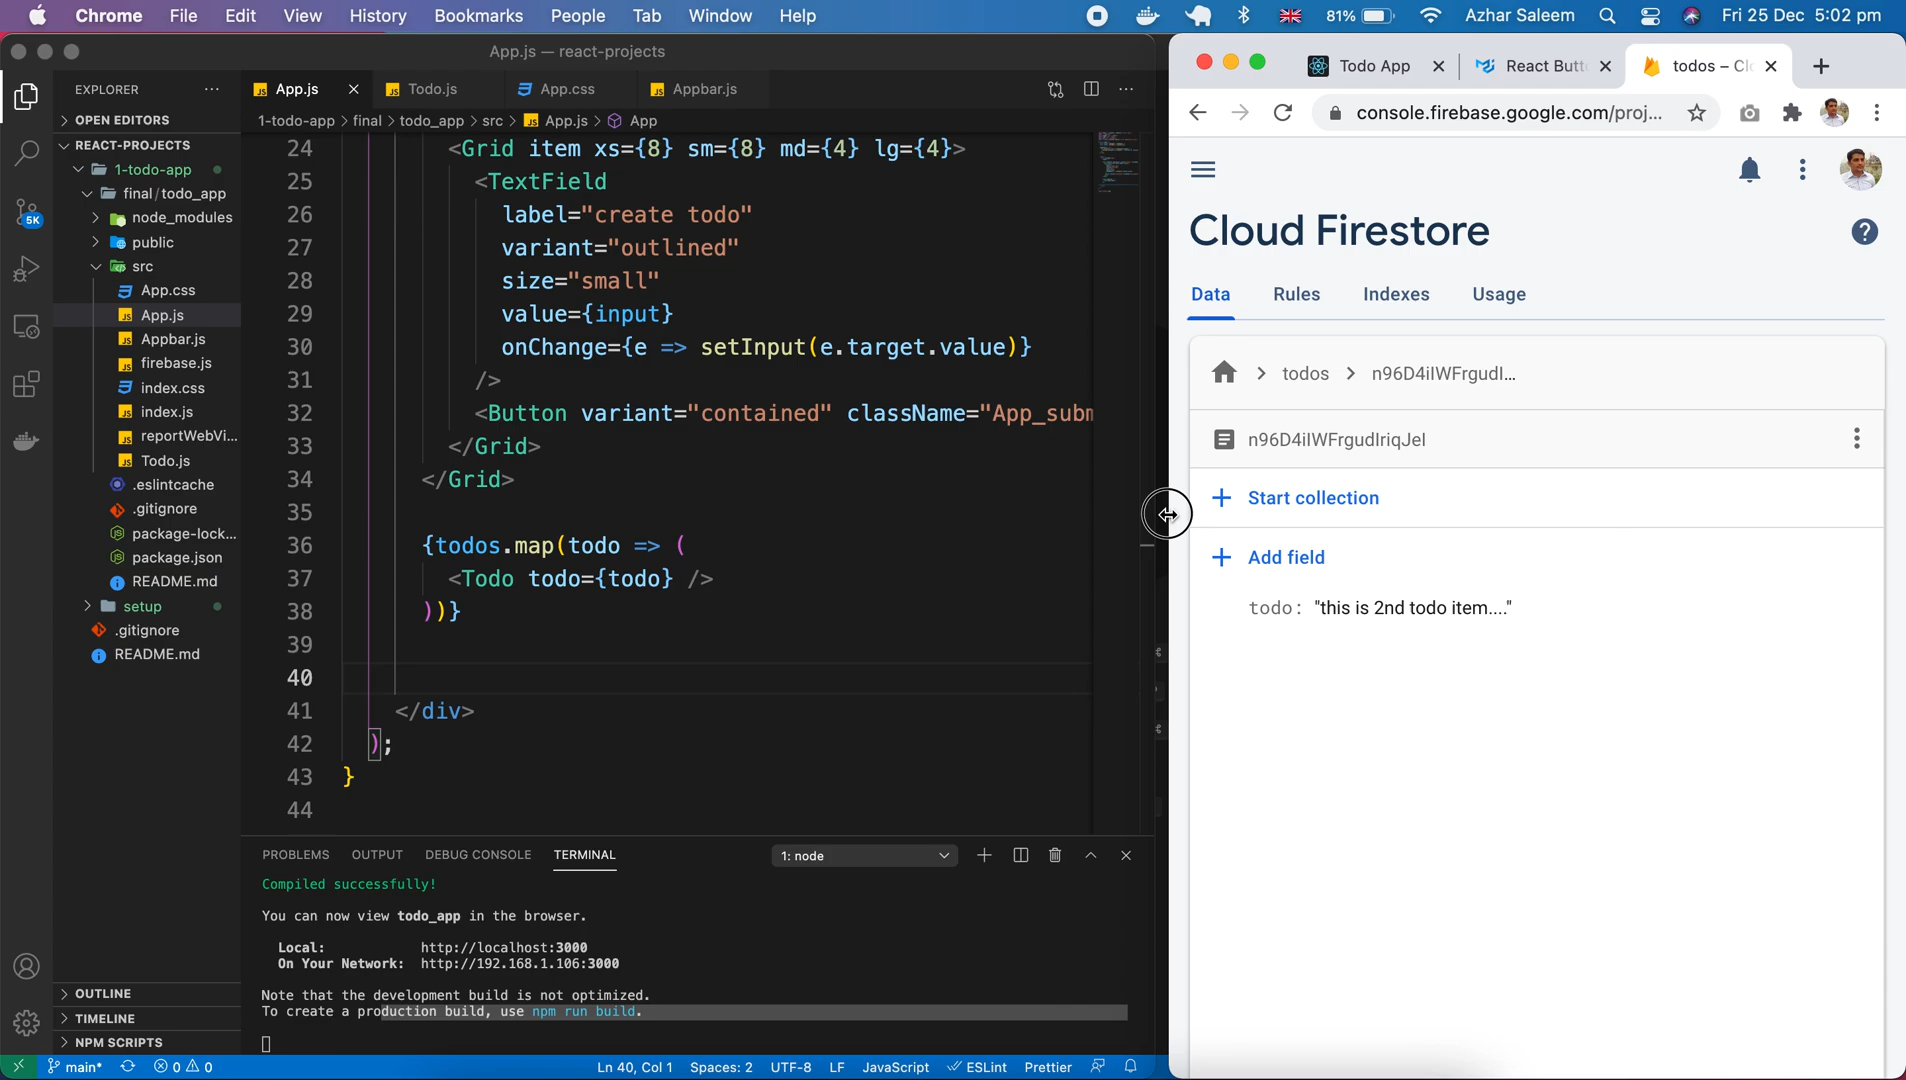 Chrome File Edit View History Bookmarks People Tab Window Help 81% Azhar Saleem Fri 25 Dec 5:02 pm
App.js — react-projects
EXPLORER
OPEN EDITORS
REACT-PROJECTS
1-todo-app
final/todo_app
node_modules
public
src
App.css
App.js
Appbar.js
firebase.js
index.css
index.js
reportWebVi...
Todo.js
.eslintcache
.gitignore
package-lock...
package.json
README.md
setup
.gitignore
README.md
OUTLINE
TIMELINE
NPM SCRIPTS
5K
App.js Todo.js App.css Appbar.js
1-todo-app > final > todo_app > src > App.js > App
24 <Grid item xs={8} sm={8} md={4} lg={4}>
25 <TextField
26 label="create todo"
27 variant="outlined"
28 size="small"
29 value={input}
30 onChange={e => setInput(e.target.value)}
31 />
32 <Button variant="contained" className="App_subm
33 </Grid>
34 </Grid>
35
36 {todos.map(todo => (
37 <Todo todo={todo} />
38 ))}
39
40
41 </div>
42 );
43 }
44
PROBLEMS OUTPUT DEBUG CONSOLE TERMINAL 1: node
Compiled successfully!
You can now view todo_app in the browser.
Local: http://localhost:3000
On Your Network: http://192.168.1.106:3000
Note that the development build is not optimized.
To create a production build, use npm run build.
main* 0 0 Ln 40, Col 1 Spaces: 2 UTF-8 LF JavaScript ESLint Prettier
Todo App React Butt todos – Cl
console.firebase.google.com/proj...
Cloud Firestore
Data Rules Indexes Usage
todos > n96D4iIWFrgudI...
n96D4iIWFrgudIriqJeI
+ Start collection
+ Add field
todo: "this is 2nd todo item...."